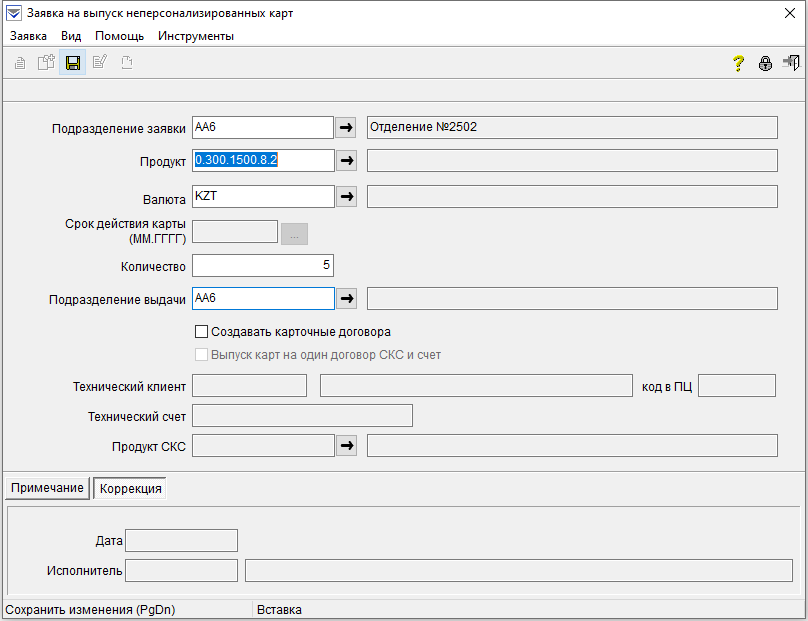 Заявка на выпуск неперсонализированных карт
Заявка Вид Помощь Инструменты
Подразделение заявки AA6 Отделение №2502
Продукт 0.300.1500.8.2
Валюта KZT
Срок действия карты
(ММ.ГГГГ) ...
Количество 5
Подразделение выдачи AA6
Создавать карточные договора
Выпуск карт на один договор СКС и счет
Технический клиент код в ПЦ
Технический счет
Продукт СКС
Примечание Коррекция
Дата
Исполнитель
Сохранить изменения (PgDn) Вставка